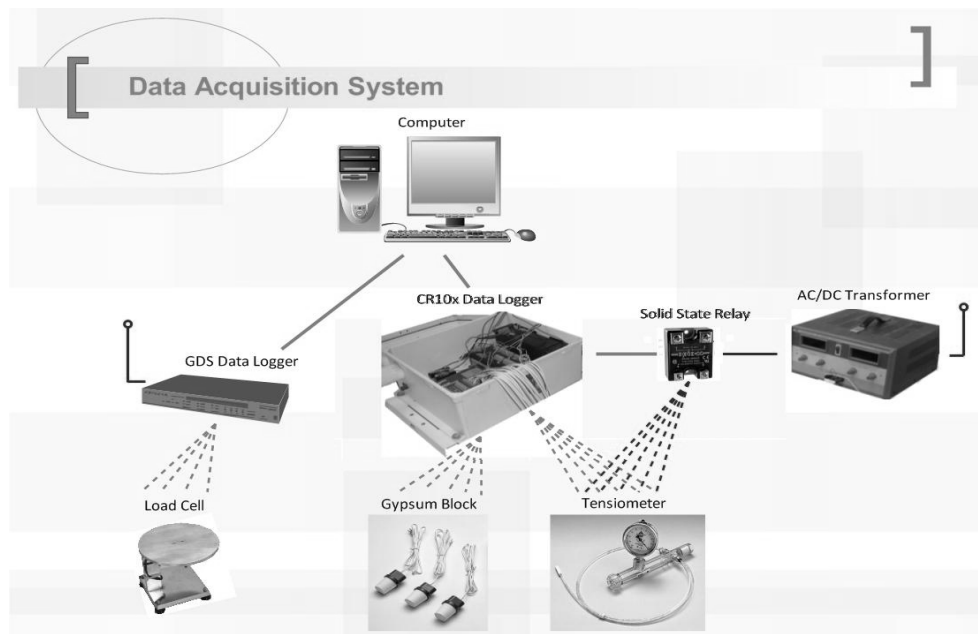 Data Acquisition System
Computer
CR10x Data Logger
AC/DC Transformer
Solid State Relay
GDS Data Logger
Load Cell
Gypsum Block
Tensiometer